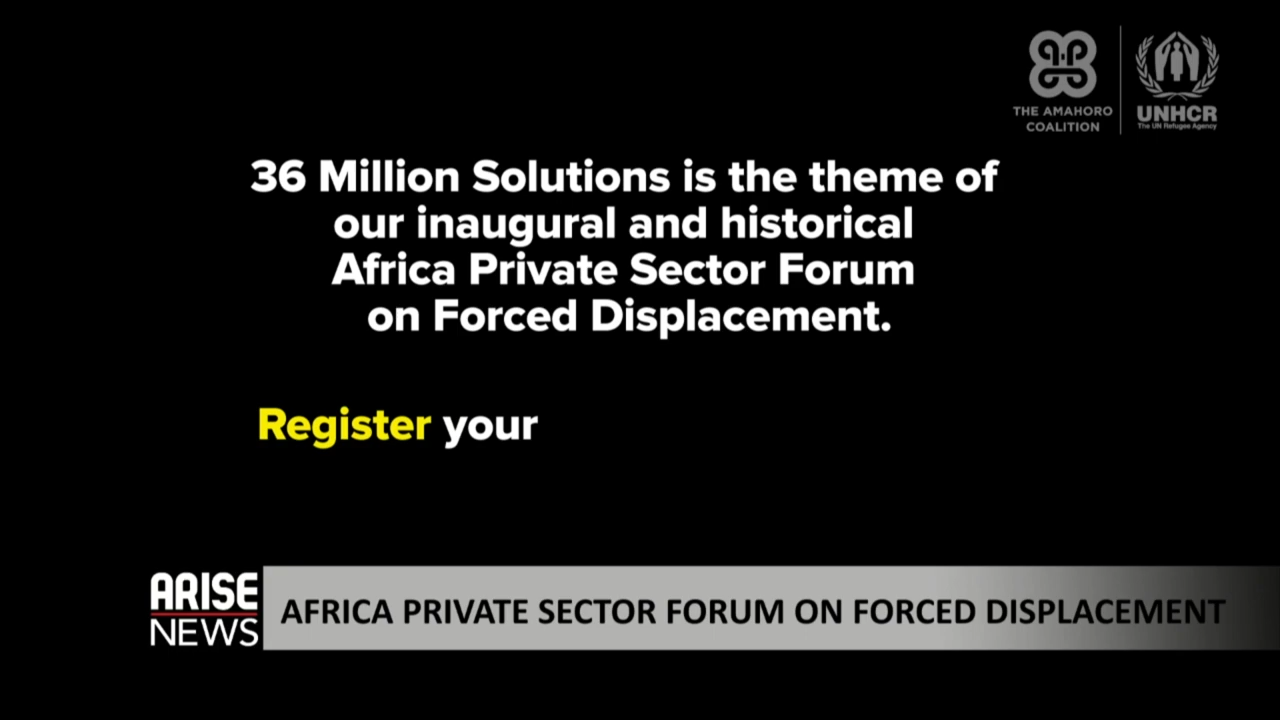 THE AMAHORO
COALITION
UNHCR
The UN Refugee Agency
36 Million Solutions is the theme of
our inaugural and historical
Africa Private Sector Forum
on Forced Displacement.
Register your
ARISE
NEWS
AFRICA PRIVATE SECTOR FORUM ON FORCED DISPLACEMENT